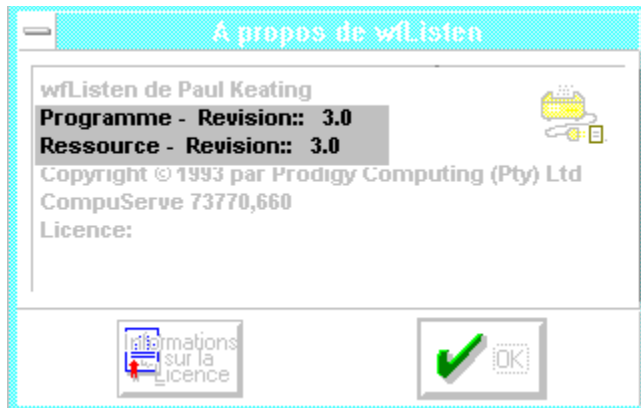 A propos de wfListen
wfListen de Paul Keating
Programme - Revision:: 3.0
Ressource - Revision:: 3.0
Copyright © 1993 par Prodigy Computing (Pty) Ltd
CompuServe 73770,660
Licence:
Informations
sur la
Licence
OK